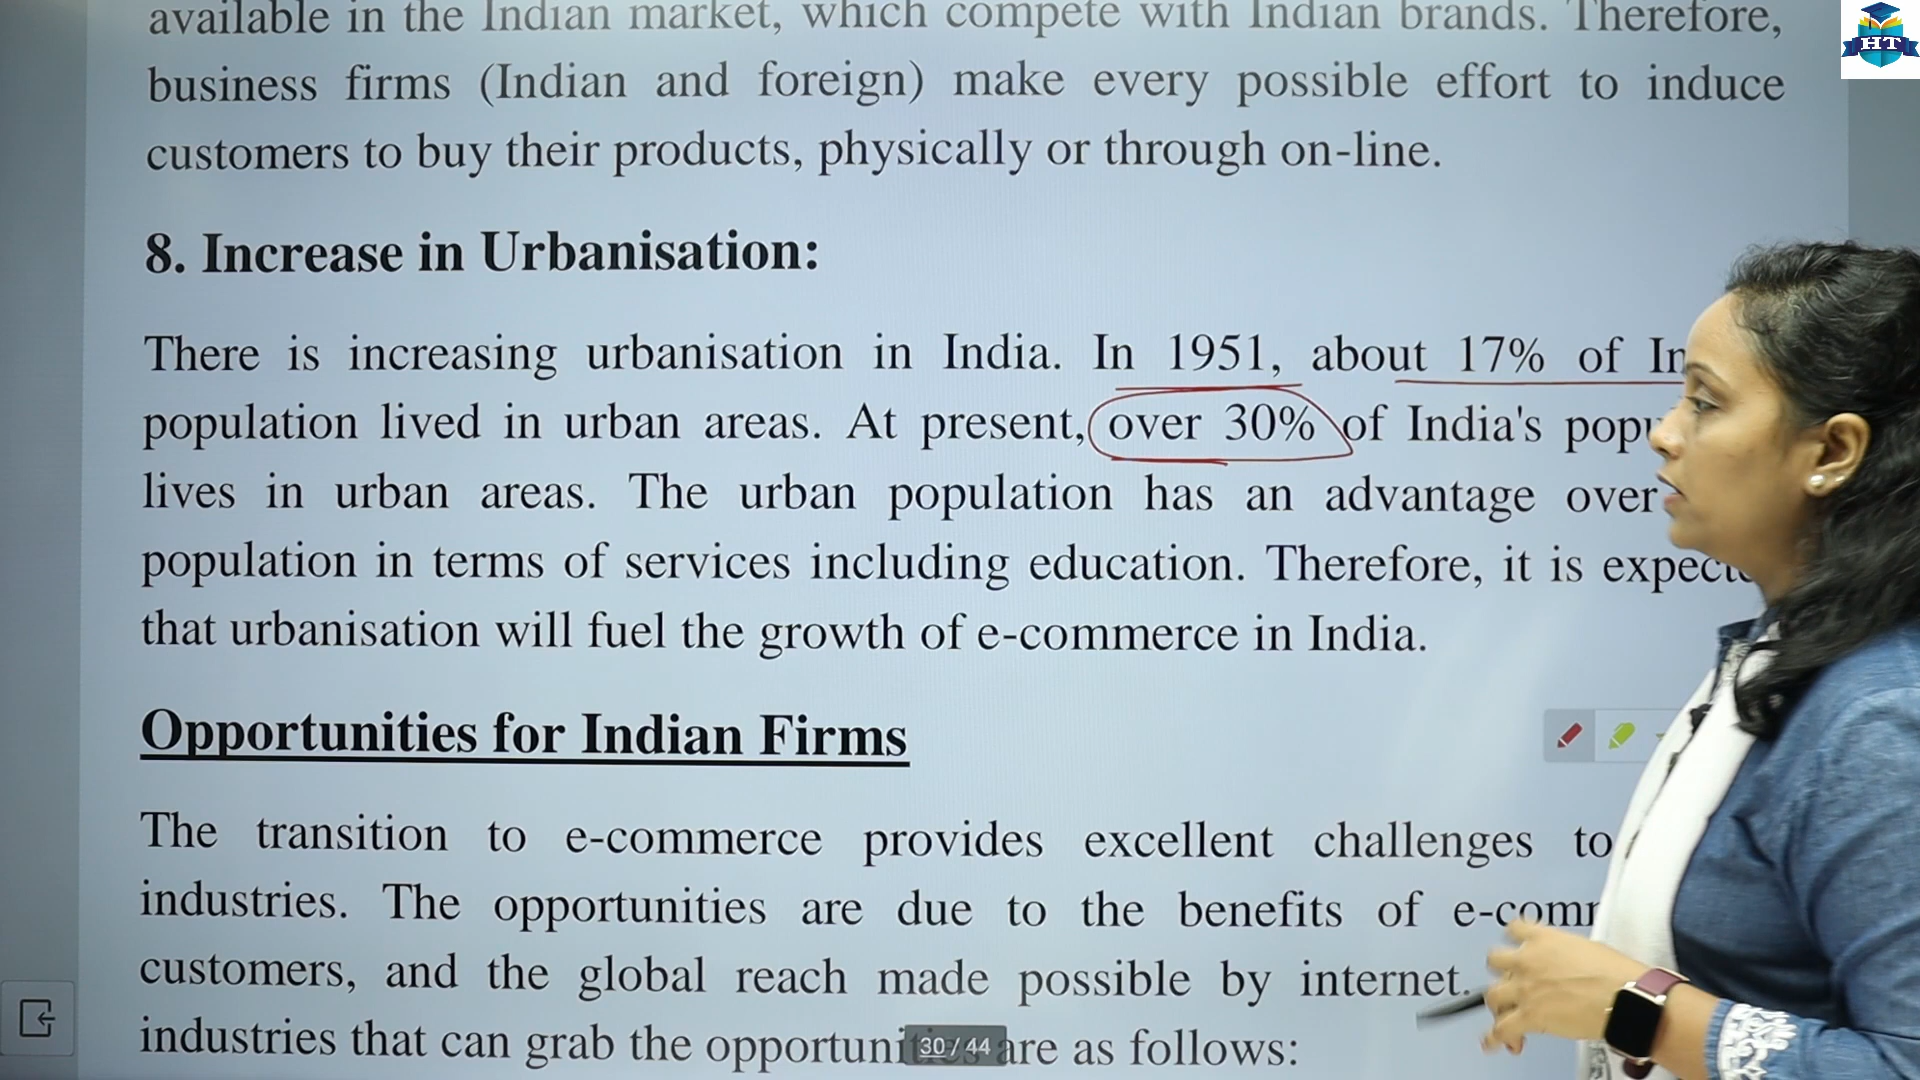 available in the Indian market, which compete with Indian brands. Therefore,
HT
business firms (Indian and foreign) make every possible effort to induce
customers to buy their products, physically or through on-line.
8. Increase in Urbanisation:
There is increasing urbanisation in India. In 1951, about 17% of
population lived in urban areas. At present, over 30% of India's
lives in urban areas. The urban population has an advantage over
population in terms of services including education. Therefore, it is
that urbanisation will fuel the growth of e-commerce in India.
Opportunities for Indian Firms
The transition to e-commerce provides excellent challenges to
industries. The opportunities are due to the benefits of
customers, and the global reach made possible by internet.
industries that can grab the are as follows:
30 / 44